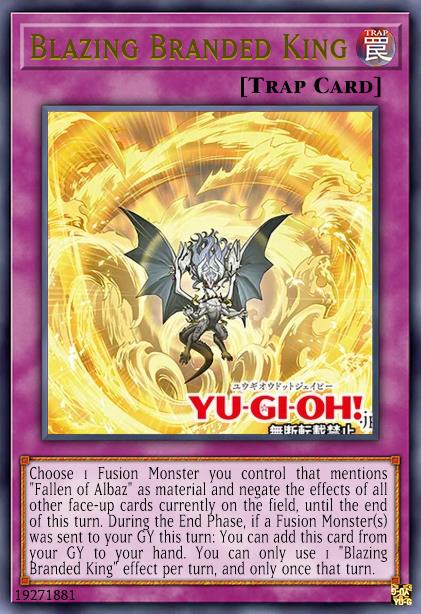 Blazing Branded King
TRAP
罠
[Trap Card]
ユウギオウドットジェイピー
YU-GI-OH!
無断転載禁止
Choose 1 Fusion Monster you control that mentions
"Fallen of Albaz" as material and negate the effects of all
other face-up cards currently on the field, until the end
of this turn. During the End Phase, if a Fusion Monster(s)
was sent to your GY this turn: You can add this card from
your GY to your hand. You can only use 1 "Blazing
Branded King" effect per turn, and only once that turn.
19271881